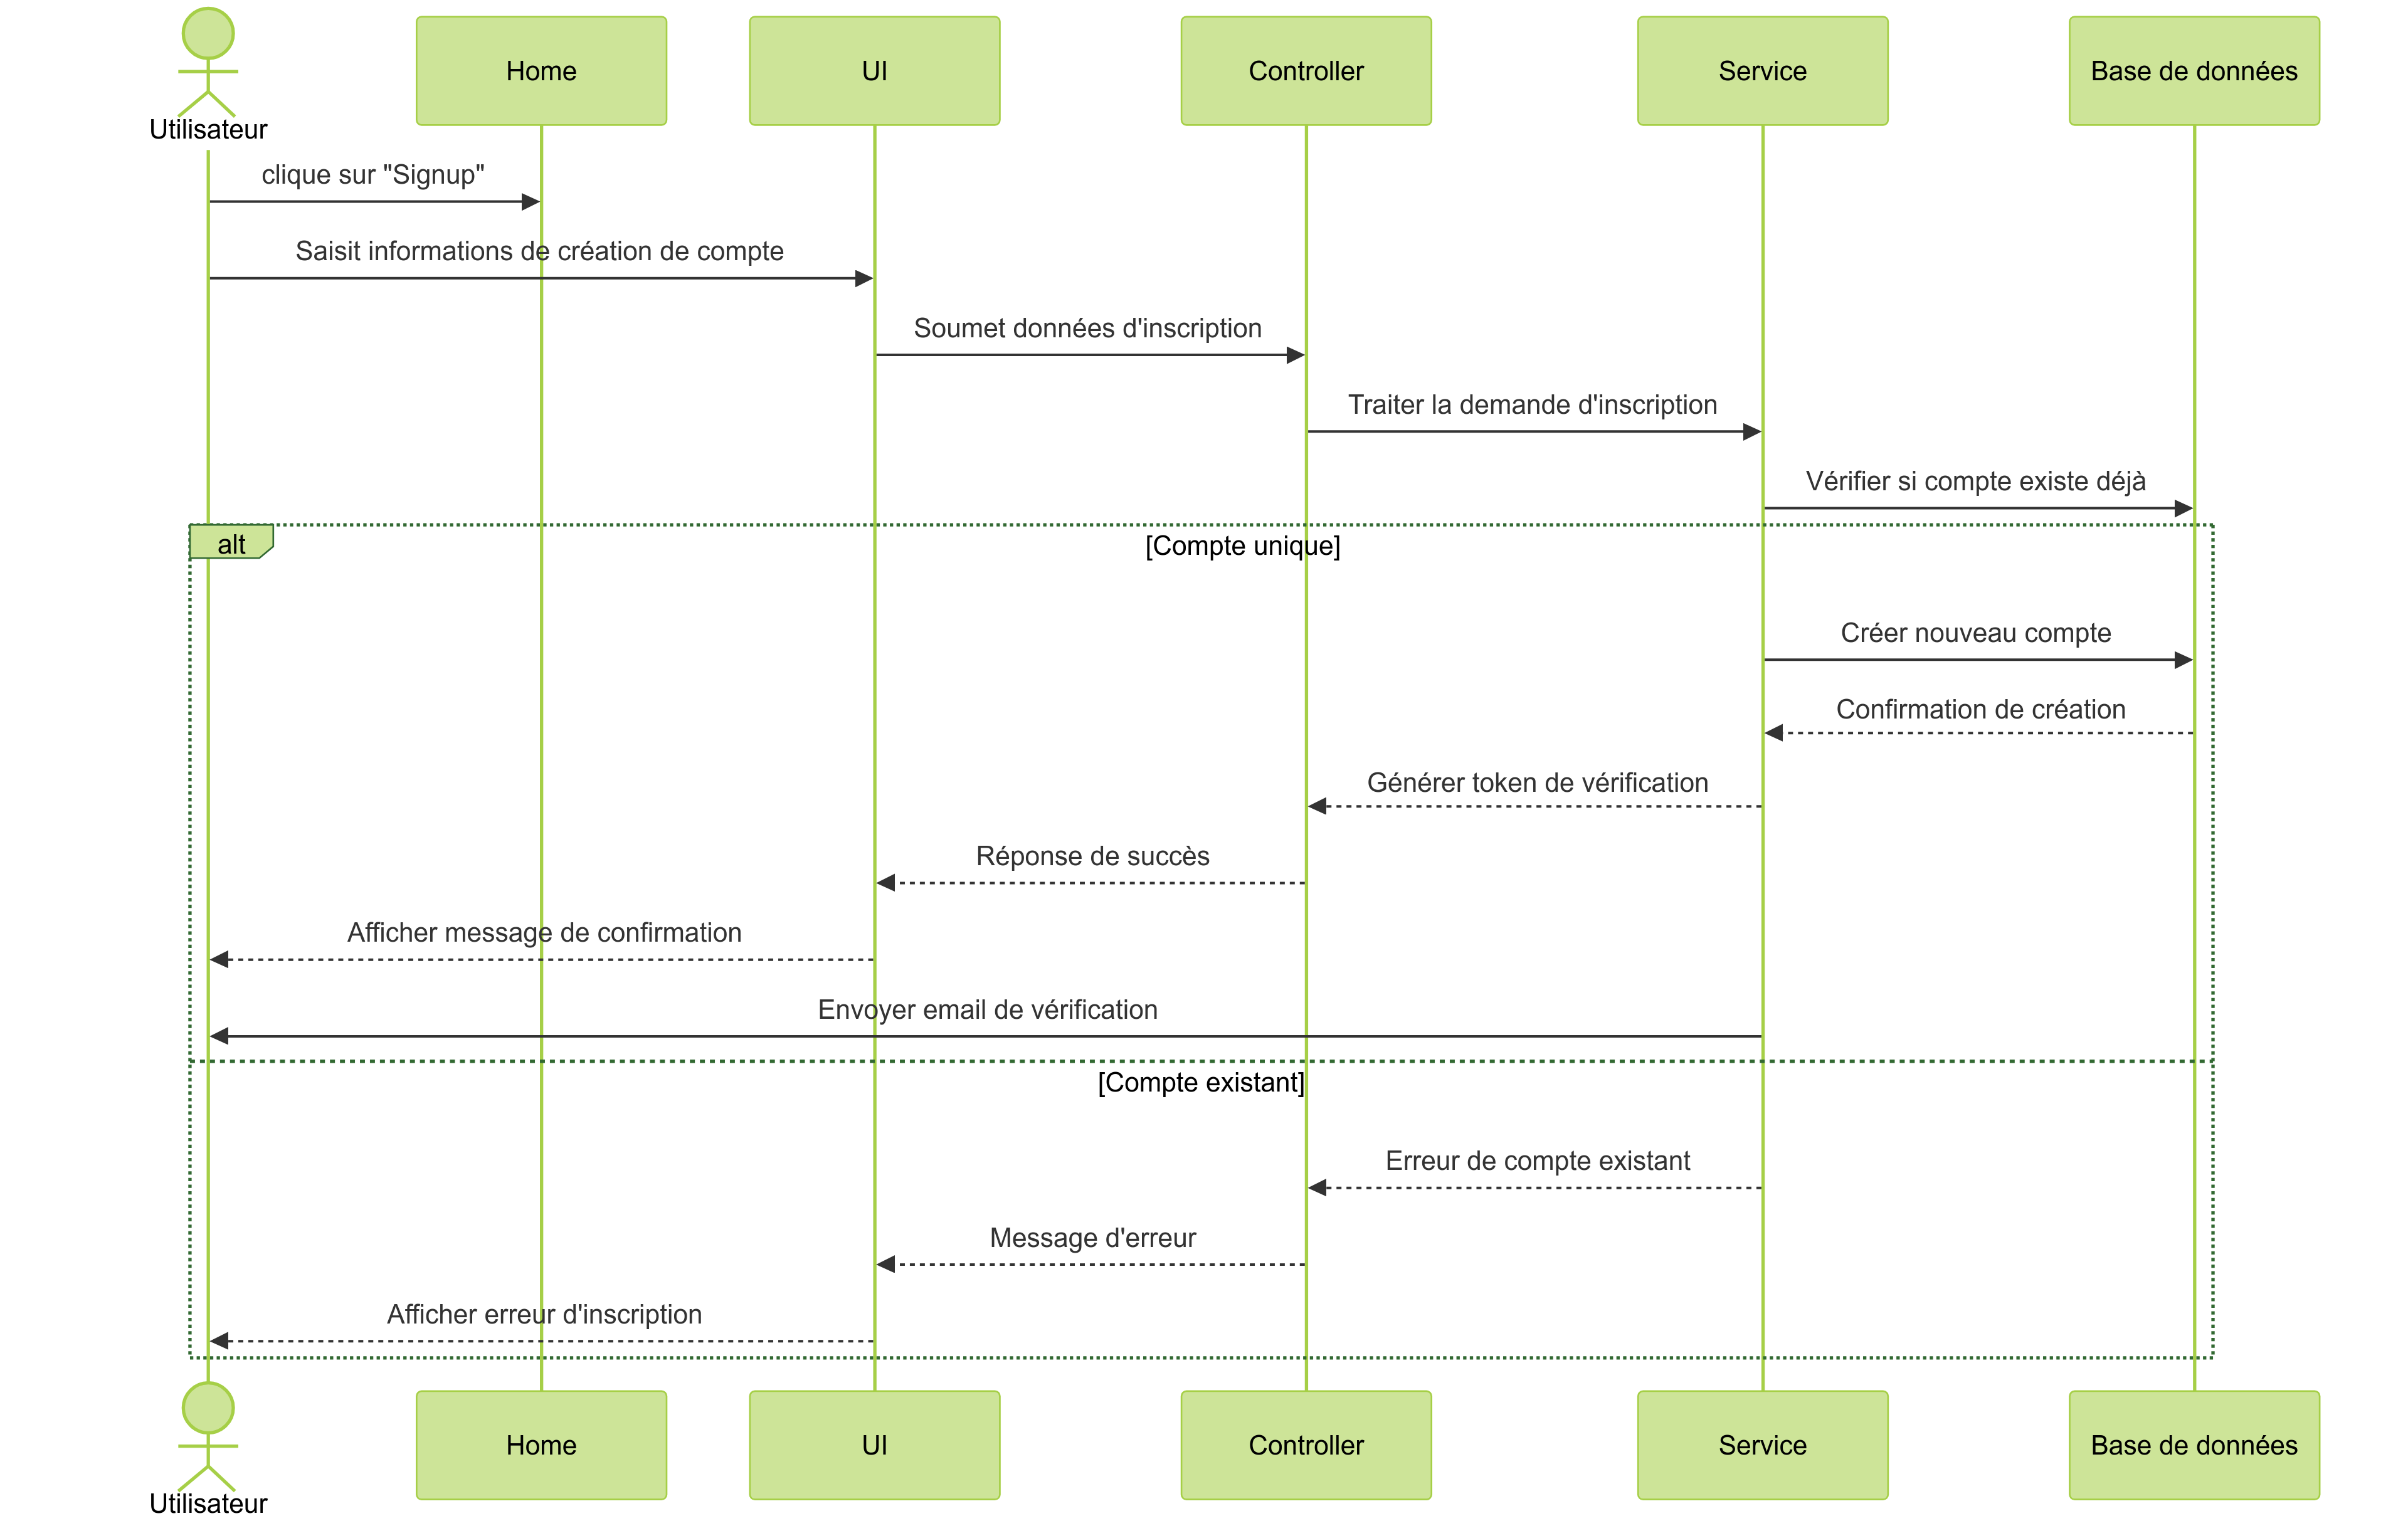 Utilisateur
Home
UI
Controller
Service
Base de données
clique sur "Signup"
Saisit informations de création de compte
Soumet données d'inscription
Traiter la demande d'inscription
Vérifier si compte existe déjà
alt
[Compte unique]
Créer nouveau compte
Confirmation de création
Générer token de vérification
Réponse de succès
Afficher message de confirmation
Envoyer email de vérification
[Compte existant]
Erreur de compte existant
Message d'erreur
Afficher erreur d'inscription
Utilisateur
Home
UI
Controller
Service
Base de données